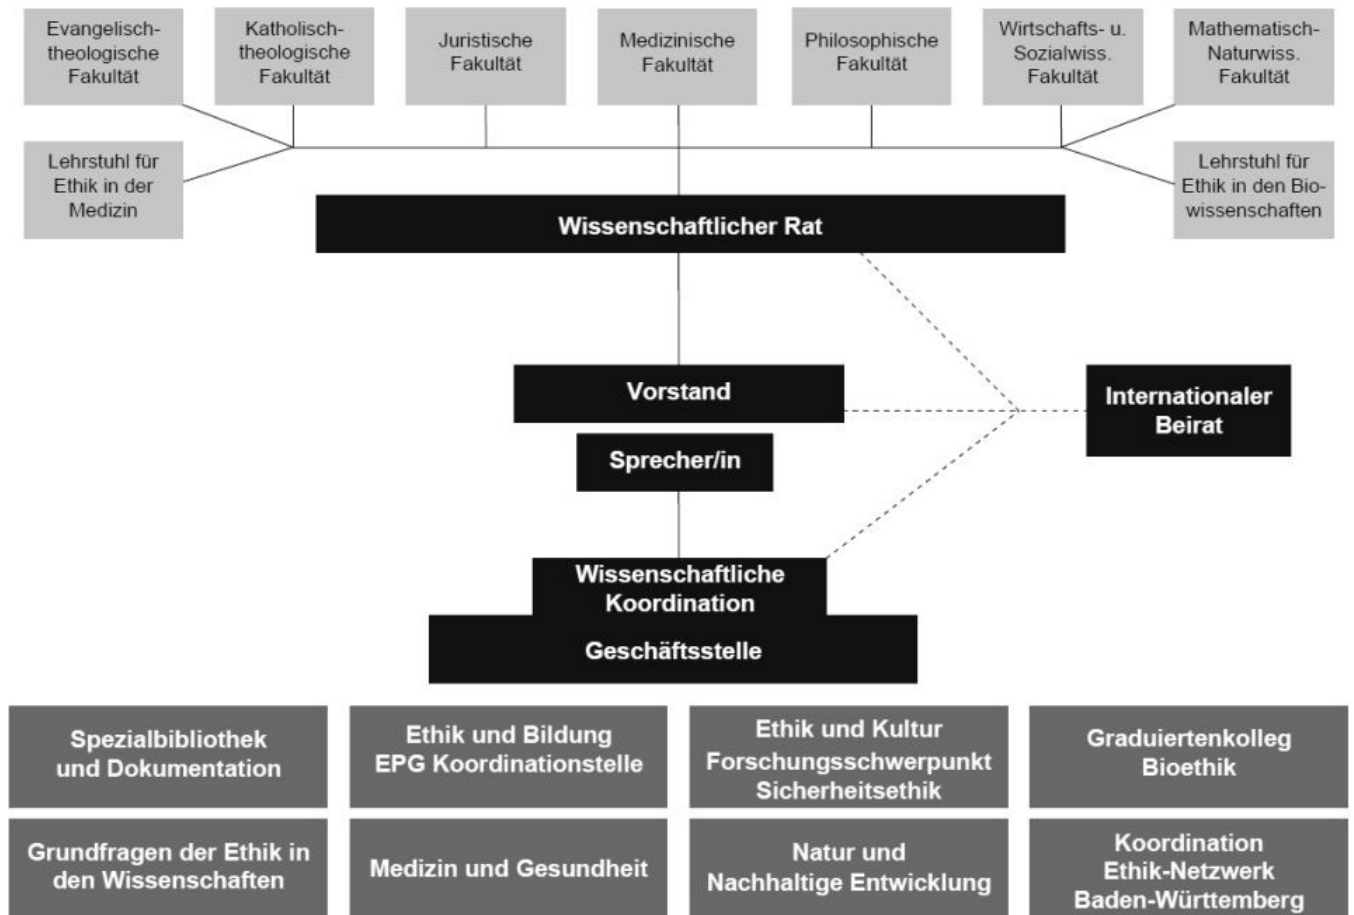 Evangelisch-
theologische
Fakultät
Katholisch-
theologische
Fakultät
Juristische
Fakultät
Medizinische
Fakultät
Philosophische
Fakultät
Wirtschafts- u.
Sozialwiss.
Fakultät
Mathematisch-
Naturwiss.
Fakultät
Lehrstuhl für
Ethik in der
Medizin
Lehrstuhl für
Ethik in den Bio-
wissenschaften
Wissenschaftlicher Rat
Vorstand
Internationaler
Beirat
Sprecher/in
Wissenschaftliche
Koordination
Geschäftsstelle
Spezialbibliothek
und Dokumentation
Ethik und Bildung
EPG Koordinationstelle
Ethik und Kultur
Forschungsschwerpunkt
Sicherheitsethik
Graduiertenkolleg
Bioethik
Grundfragen der Ethik in
den Wissenschaften
Medizin und Gesundheit
Natur und
Nachhaltige Entwicklung
Koordination
Ethik-Netzwerk
Baden-Württemberg